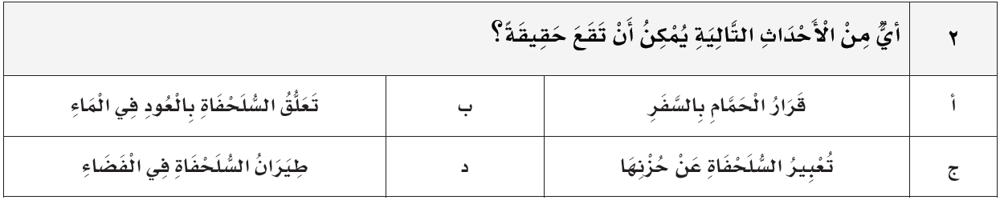 ٢ أَيٌّ مِنْ الْأَحْدَاثِ التَّالِيَةِ يُمْكِنُ أَنْ تَقَعَ حَقِيقَةً؟
أ قَرَارُ الْحَمَّامِ بِالسَّفَرِ ب تَعَلُّقُ السُّلَحْفَاةِ بِالْعُودِ فِي الْمَاءِ
ج تُعْبِيرُ السُّلَحْفَاةِ عَنْ حُزْنِهَا د طِيَرَانُ السُّلَحْفَاةِ فِي الْفَضَاءِ